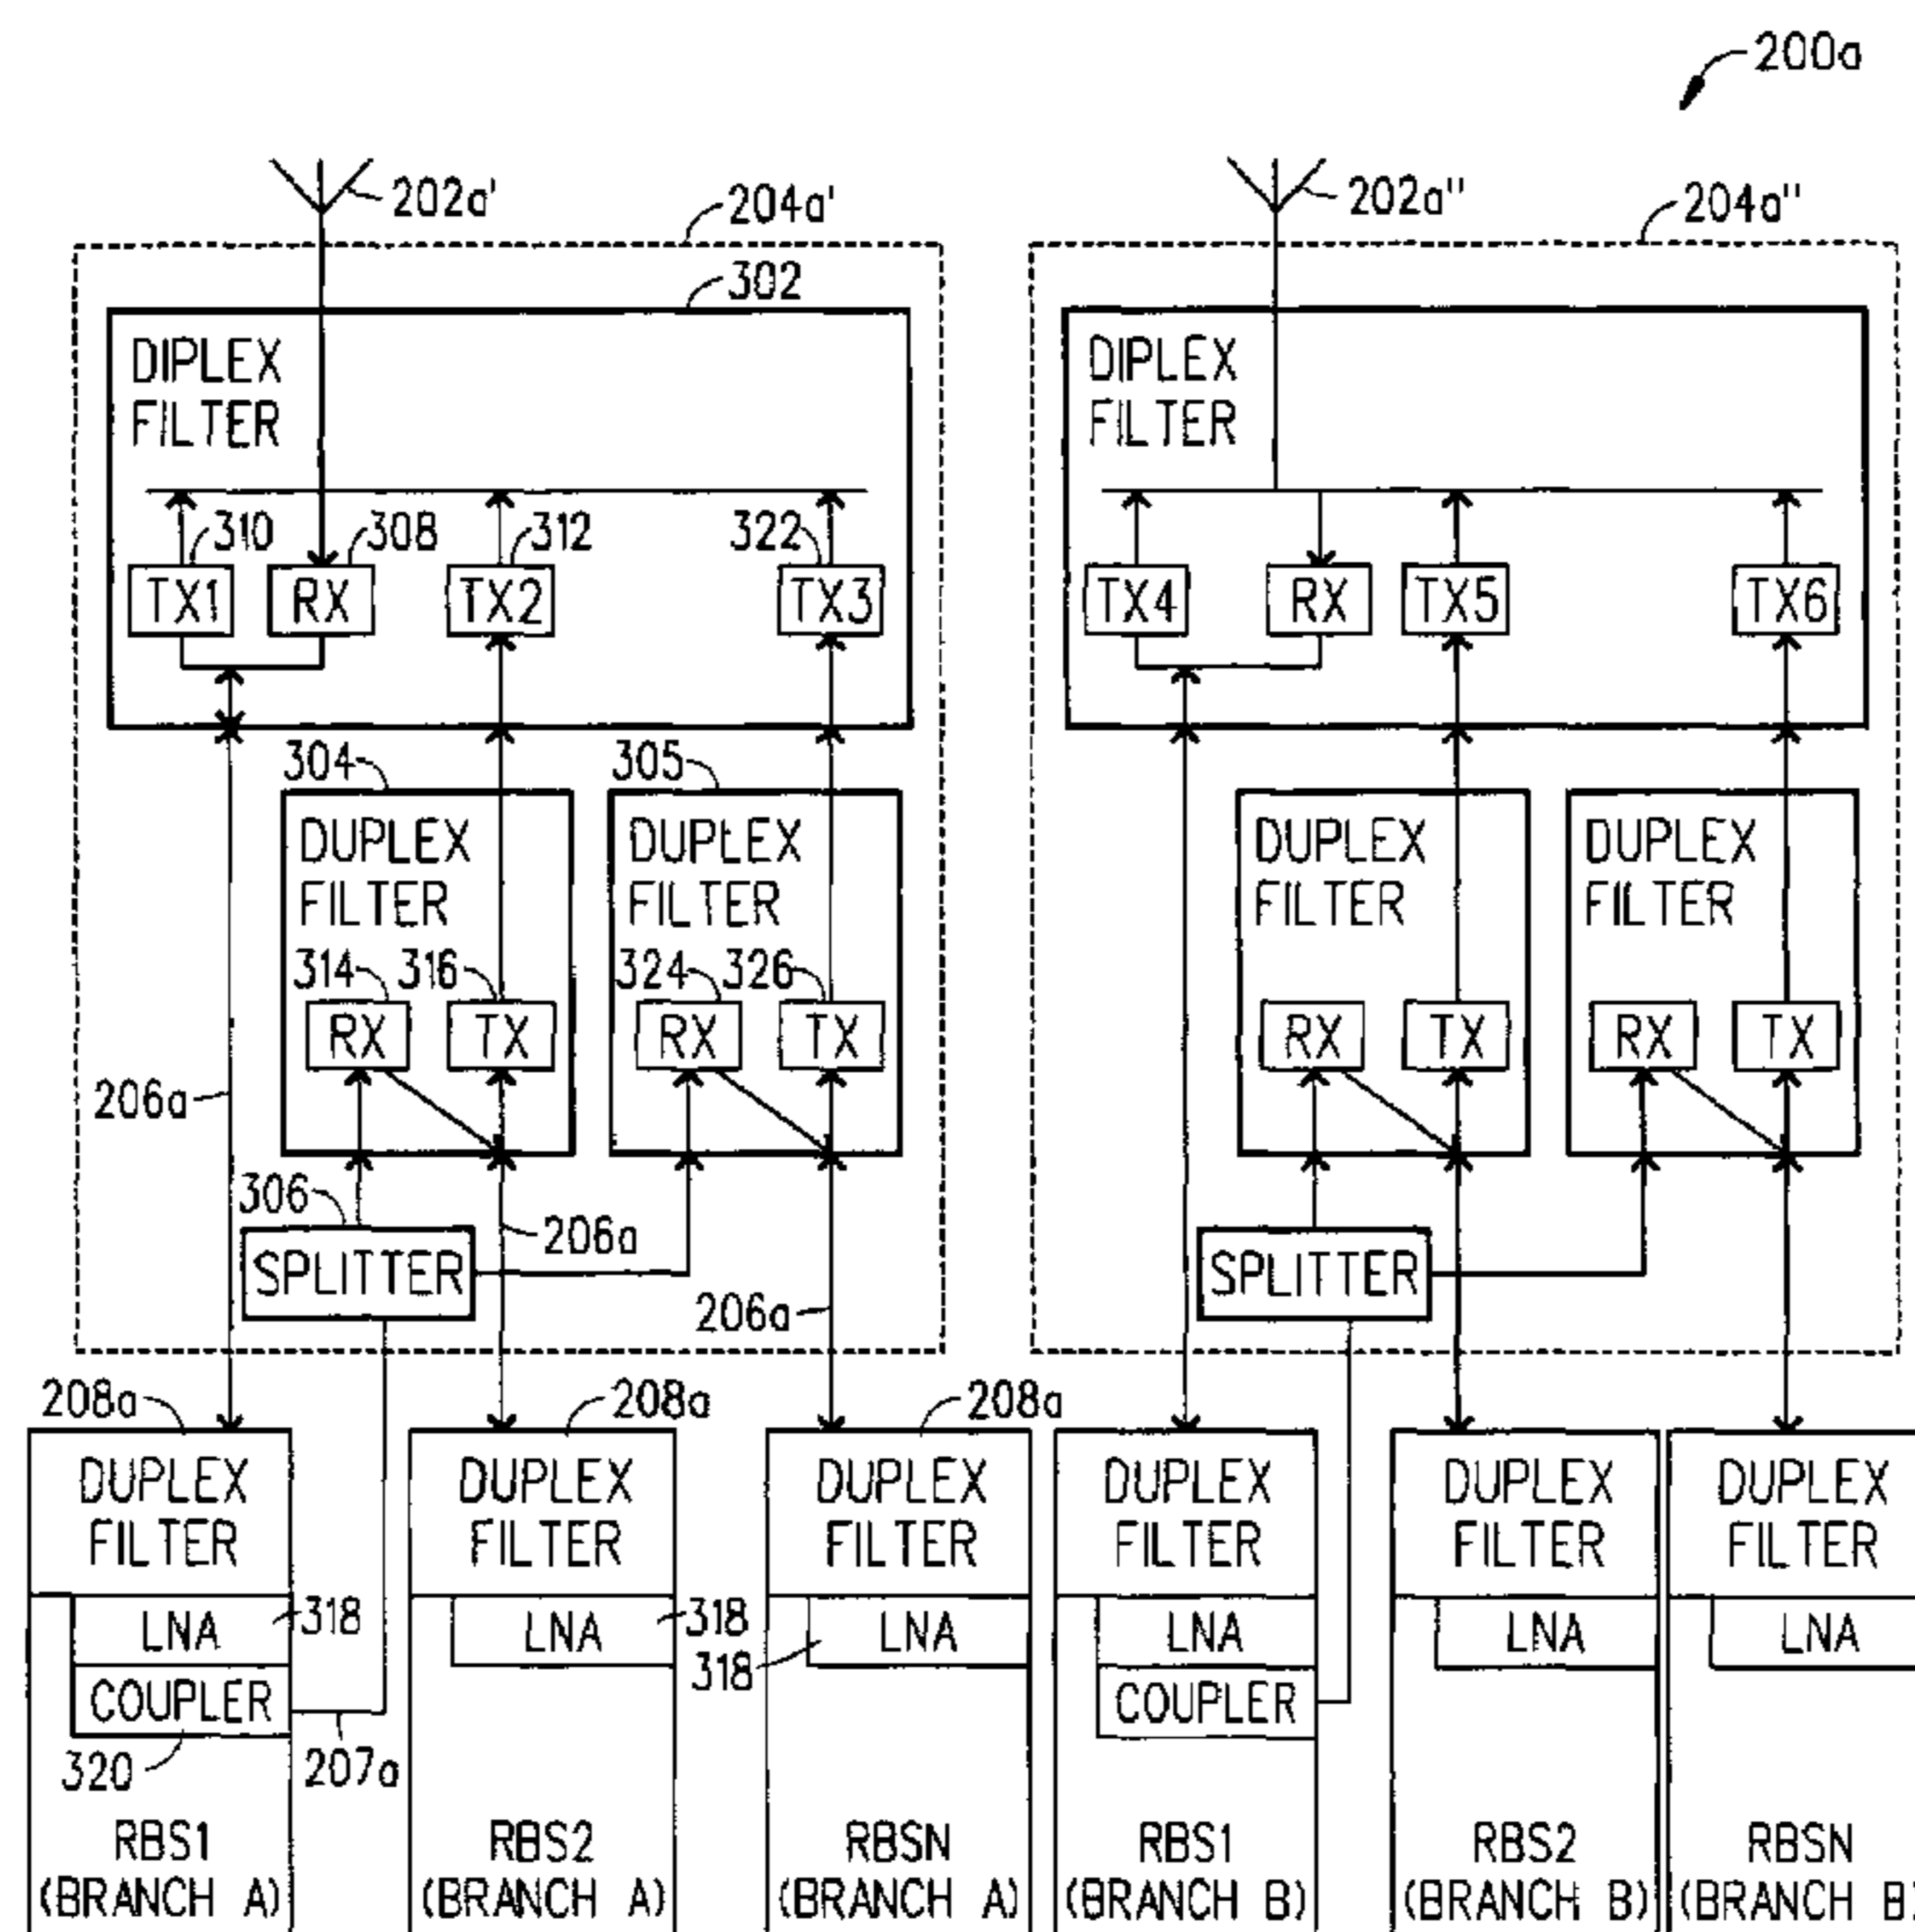 200a
202a'
204a'
202a"
204a"
302
DIPLEX
FILTER
DIPLEX
FILTER
310
308
312
322
TX1
RX
TX2
TX3
TX4
RX
TX5
TX6
304
305
DUPLEX
FILTER
DUPLEX
FILTER
DUPLEX
FILTER
DUPLEX
FILTER
314
316
324
326
RX
TX
RX
TX
RX
TX
RX
TX
206a
306
206a
SPLITTER
SPLITTER
206a
208a
208a
208a
DUPLEX
FILTER
DUPLEX
FILTER
DUPLEX
FILTER
DUPLEX
FILTER
DUPLEX
FILTER
DUPLEX
FILTER
LNA
318
LNA
318
318
LNA
LNA
LNA
LNA
COUPLER
COUPLER
320
207a
RBS1
(BRANCH A)
RBS2
(BRANCH A)
RBSN
(BRANCH A)
RBS1
(BRANCH B)
RBS2
(BRANCH B)
RBSN
(BRANCH B)